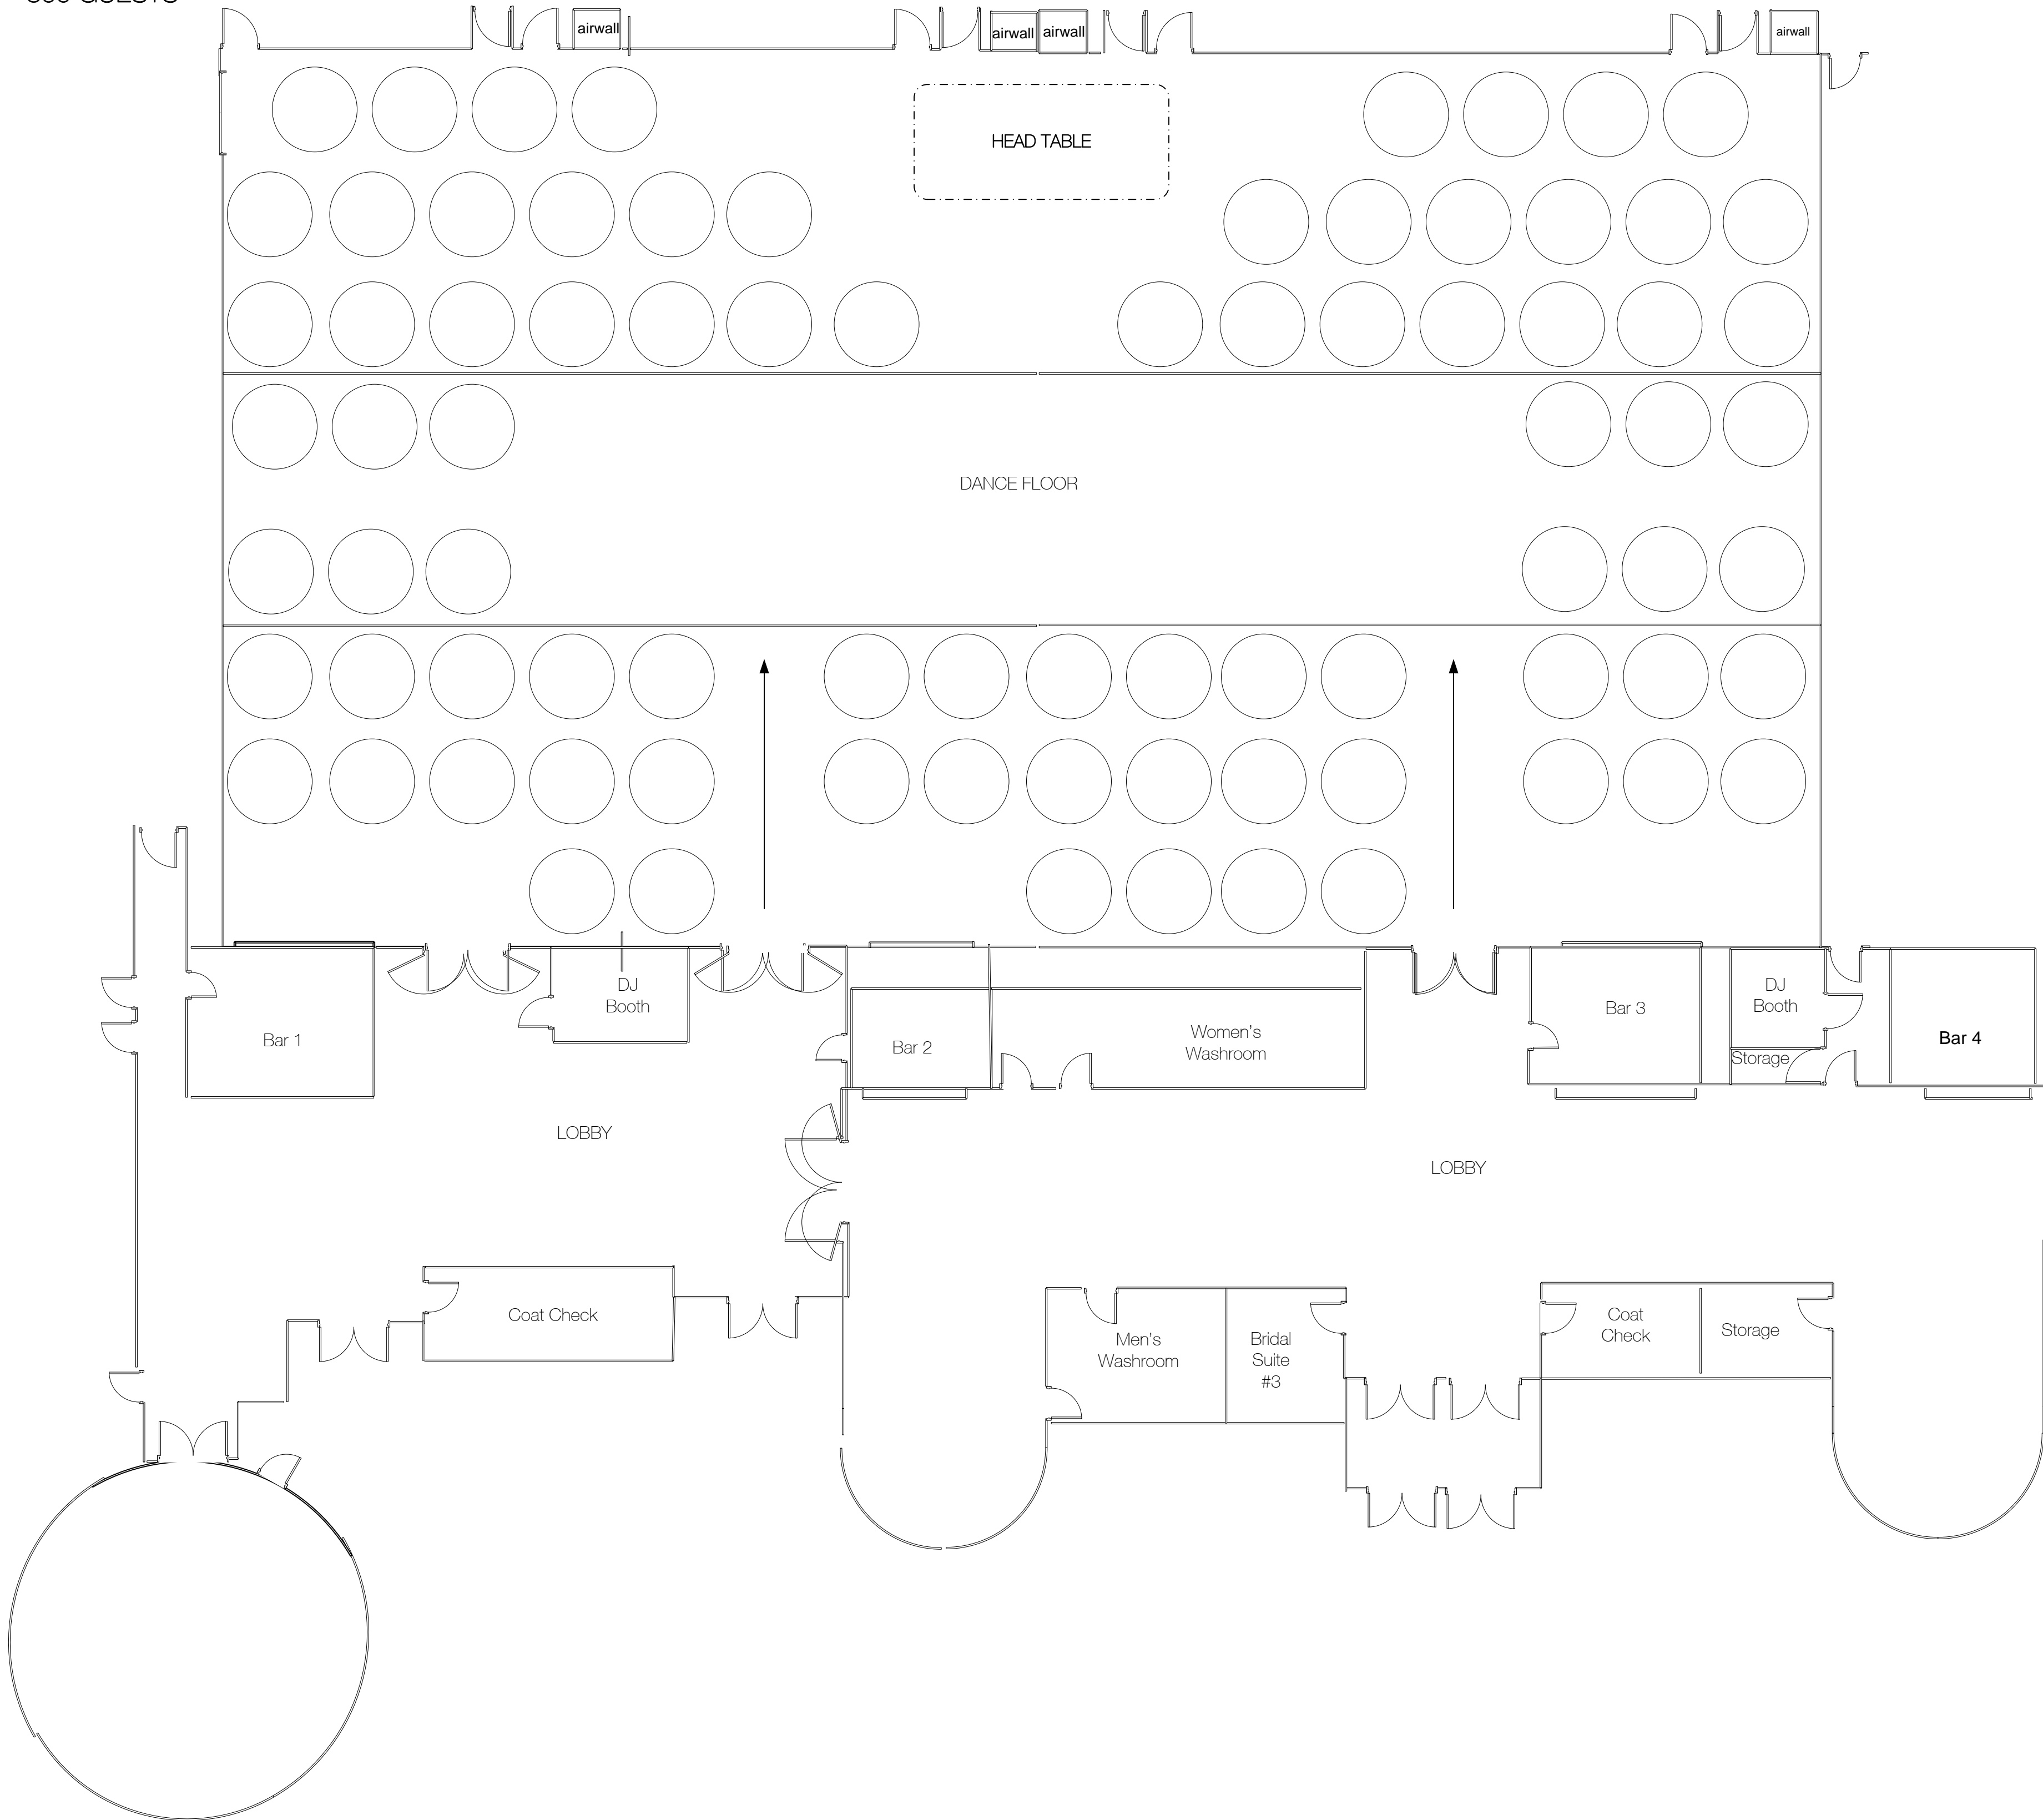 GUESTS
airwall
airwall
airwall
airwall
HEAD TABLE
DANCE FLOOR
DJ
Booth
DJ
Booth
Bar 1
Bar 2
Women's
Washroom
Bar 3
Storage
Bar 4
LOBBY
LOBBY
Coat Check
Men's
Washroom
Bridal
Suite
#3
Coat
Check
Storage